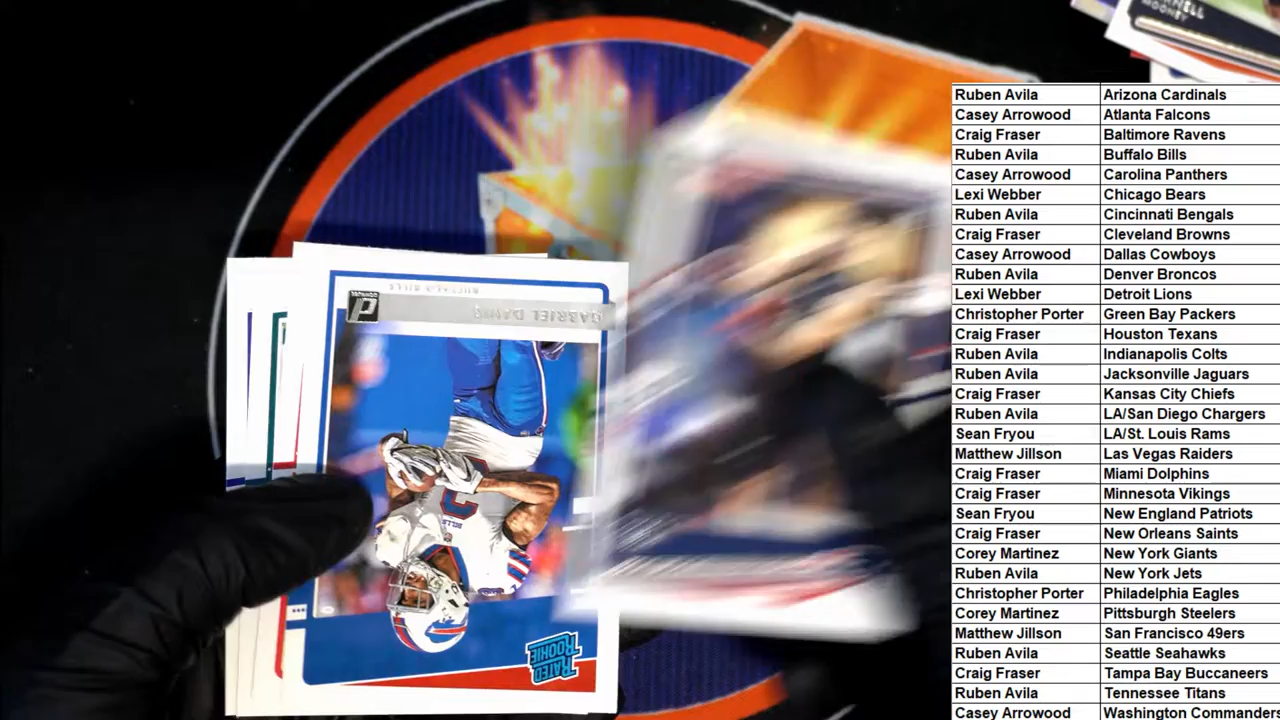 NELL
MOONEY
Ruben Avila Arizona Cardinals
Casey Arrowood Atlanta Falcons
Craig Fraser Baltimore Ravens
Ruben Avila Buffalo Bills
Casey Arrowood Carolina Panthers
Lexi Webber Chicago Bears
Ruben Avila Cincinnati Bengals
Craig Fraser Cleveland Browns
Casey Arrowood Dallas Cowboys
Ruben Avila Denver Broncos
Lexi Webber Detroit Lions
Christopher Porter Green Bay Packers
Craig Fraser Houston Texans
Ruben Avila Indianapolis Colts
Ruben Avila Jacksonville Jaguars
Craig Fraser Kansas City Chiefs
Ruben Avila LA/San Diego Chargers
Sean Fryou LA/St. Louis Rams
Matthew Jillson Las Vegas Raiders
Craig Fraser Miami Dolphins
Craig Fraser Minnesota Vikings
Sean Fryou New England Patriots
Craig Fraser New Orleans Saints
Corey Martinez New York Giants
Ruben Avila New York Jets
Christopher Porter Philadelphia Eagles
Corey Martinez Pittsburgh Steelers
Matthew Jillson San Francisco 49ers
Ruben Avila Seattle Seahawks
Craig Fraser Tampa Bay Buccaneers
Ruben Avila Tennessee Titans
Casey Arrowood Washington Commanders
BUFFALO BILLS
GABRIEL DAVIS
DONRUSS
BILLS
RATED
ROOKIE